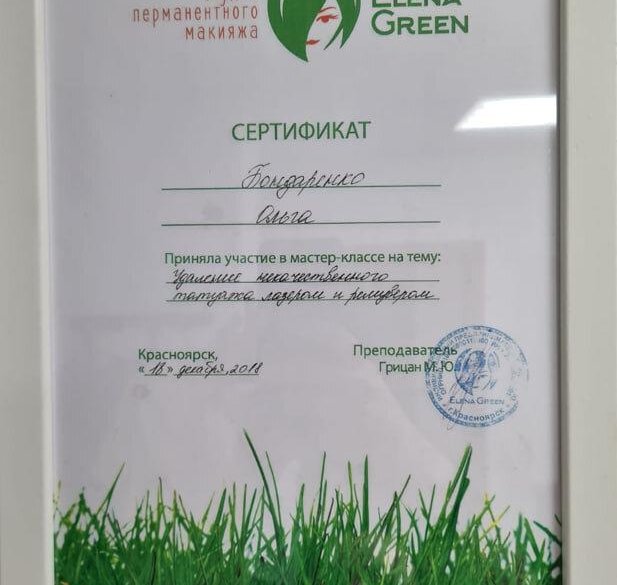 перманентного
макияжа
ELENA
GREEN
СЕРТИФИКАТ
Бондаренко
Ольга
Приняла участие в мастер-классе на тему:
Удаление некачественного
татуажа лазером и ремувером
Красноярск,
«18» декабря, 2018
Преподаватель
Грицан М.Ю.
ELENA GREEN
г.Красноярск